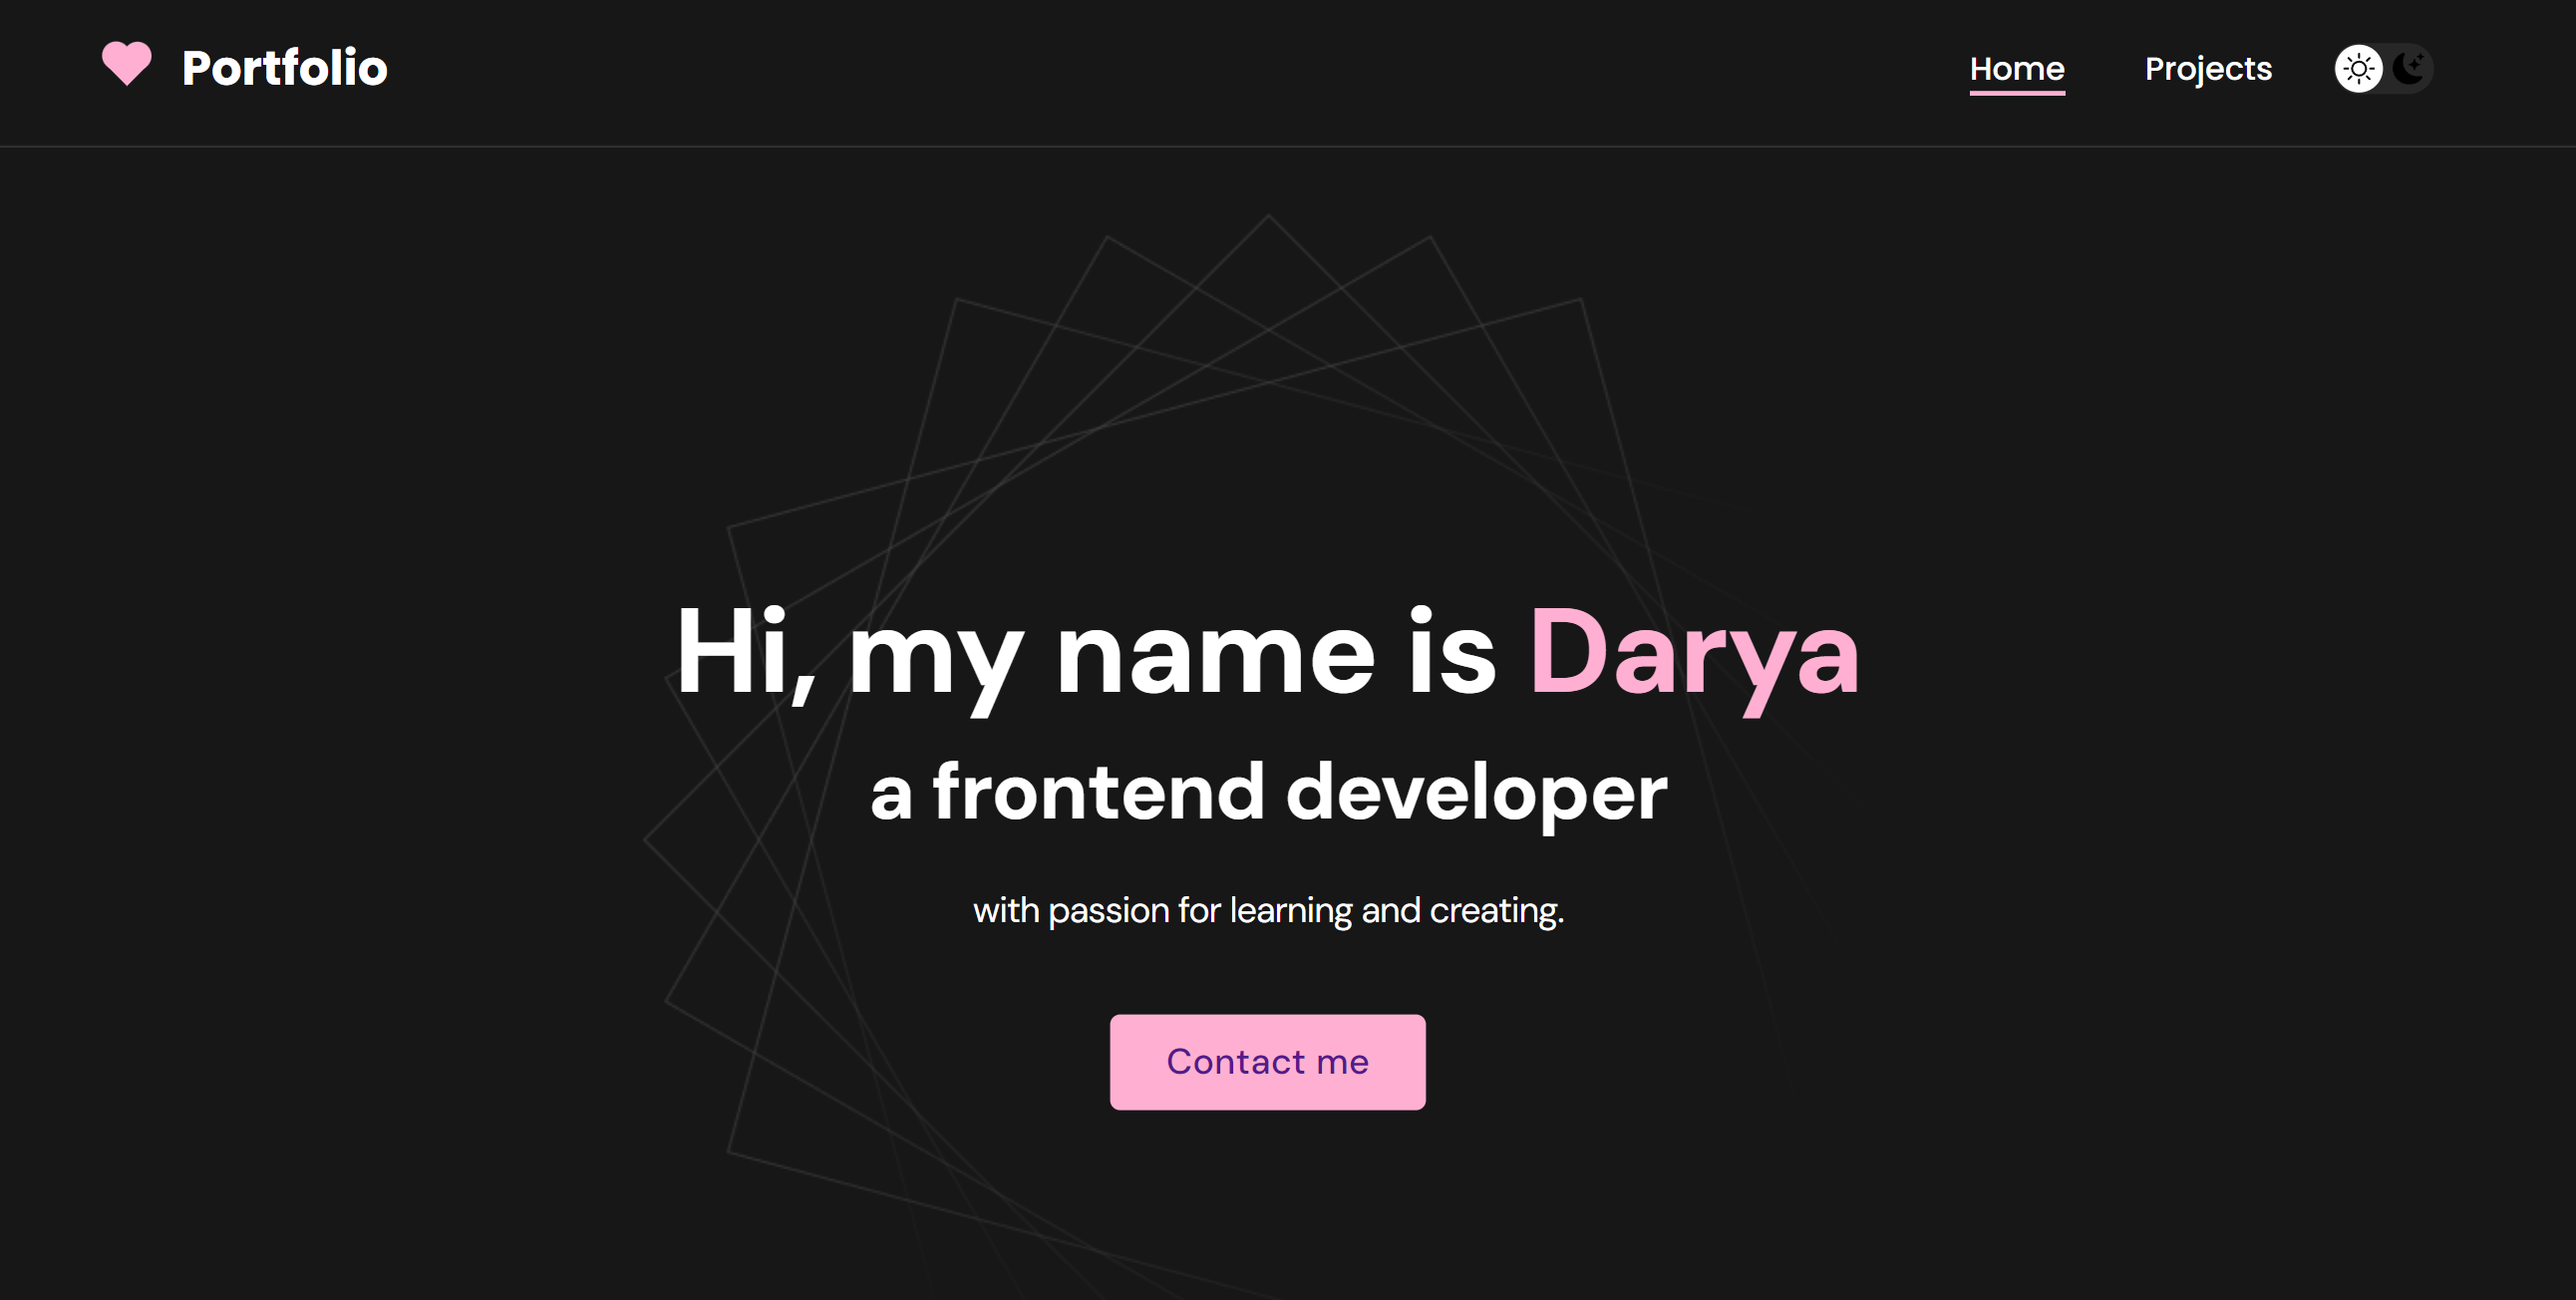 Portfolio
Home
Projects
Hi, my name is Darya
a frontend developer
with passion for learning and creating.
Contact me